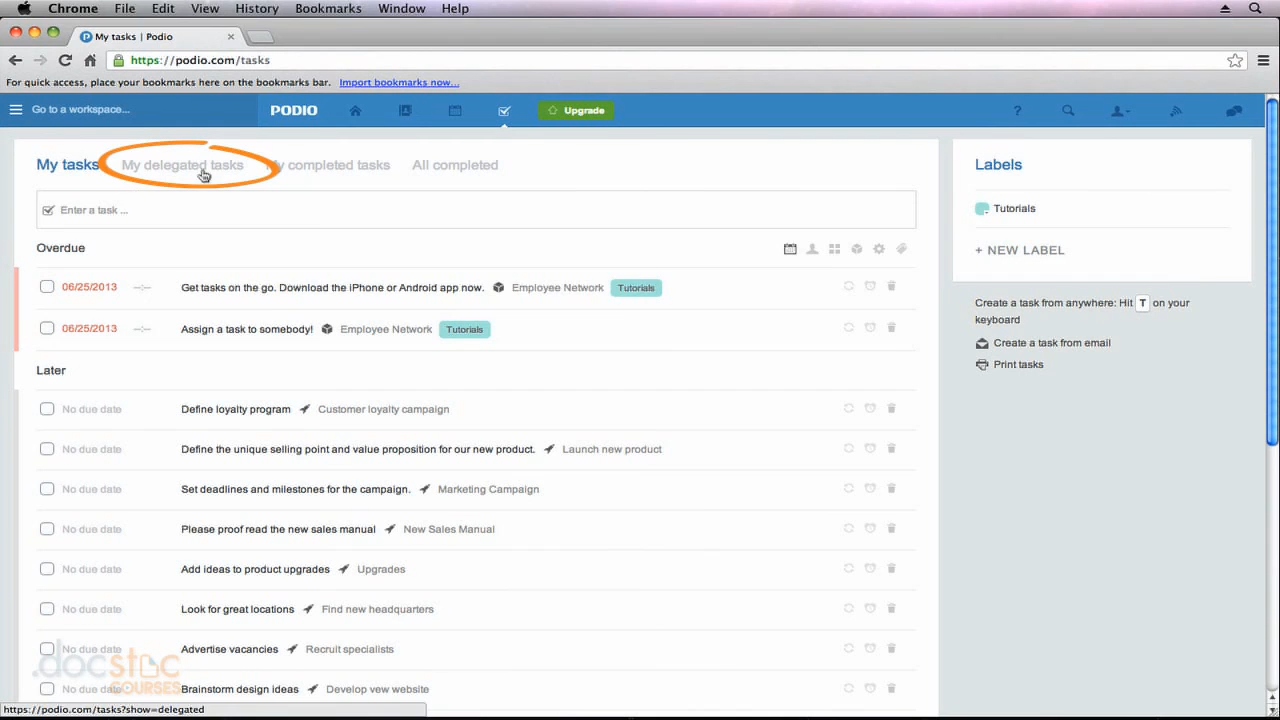 Chrome File Edit View History Bookmarks Window Help
My tasks | Podio
https://podio.com/tasks
For quick access, place your bookmarks here on the bookmarks bar. Import bookmarks now...
Go to a workspace... PODIO Upgrade ?
My tasks My delegated tasks My completed tasks All completed
Enter a task ...
Overdue
06/25/2013 --:-- Get tasks on the go. Download the iPhone or Android app now. Employee Network Tutorials
06/25/2013 --:-- Assign a task to somebody! Employee Network Tutorials
Later
No due date Define loyalty program Customer loyalty campaign
No due date Define the unique selling point and value proposition for our new product. Launch new product
No due date Set deadlines and milestones for the campaign. Marketing Campaign
No due date Please proof read the new sales manual New Sales Manual
No due date Add ideas to product upgrades Upgrades
No due date Look for great locations Find new headquarters
No due date Advertise vacancies Recruit specialists
No due date Brainstorm design ideas Develop vew website
Labels
Tutorials
+ NEW LABEL
Create a task from anywhere: Hit T on your
keyboard
Create a task from email
Print tasks
.docstoc
COURSES
https://podio.com/tasks?show=delegated